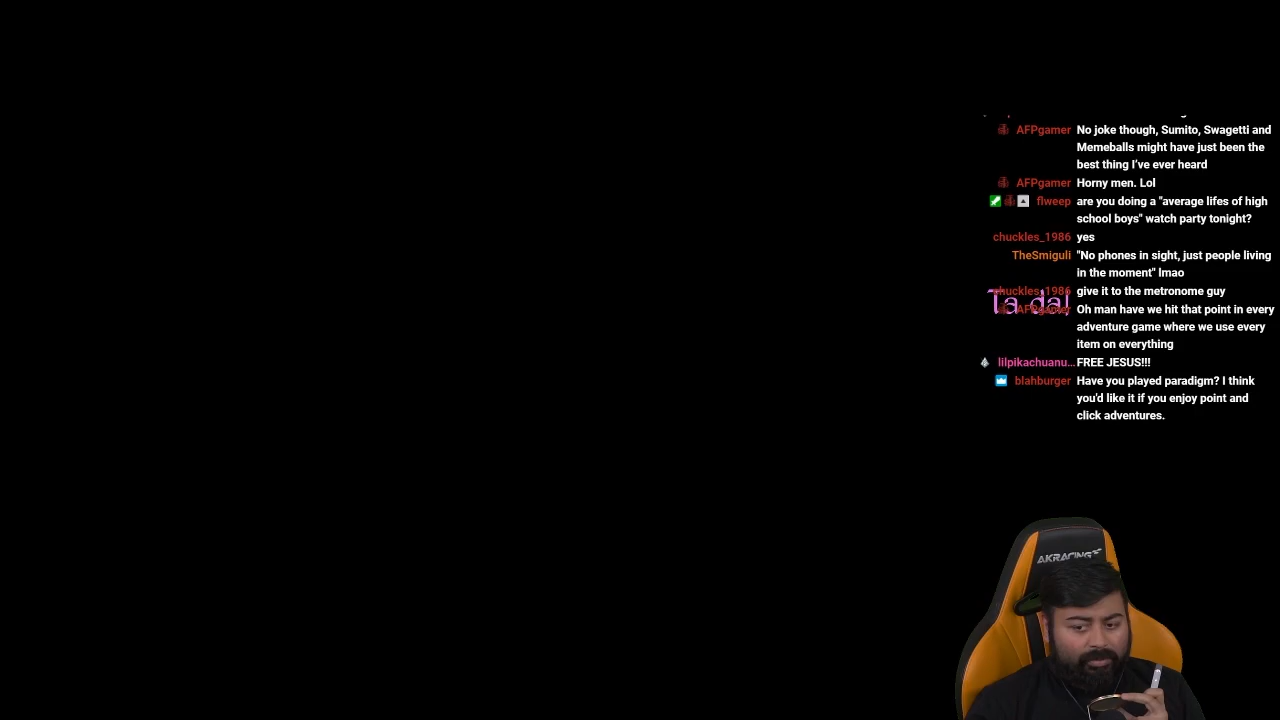 AFPgamer No joke though, Sumito, Swagetti and
Memeballs might have just been the
best thing I've ever heard
AFPgamer Horny men. Lol
flweep are you doing a "average lifes of high
school boys" watch party tonight?
chuckles_1986 yes
TheSmiguli "No phones in sight, just people living
in the moment" lmao
chuckles_1986 give it to the metronome guy
Ta da!
AFPgamer Oh man have we hit that point in every
adventure game where we use every
item on everything
lilpikachuanu… FREE JESUS!!!
blahburger Have you played paradigm? I think
you'd like it if you enjoy point and
click adventures.
AKRACING